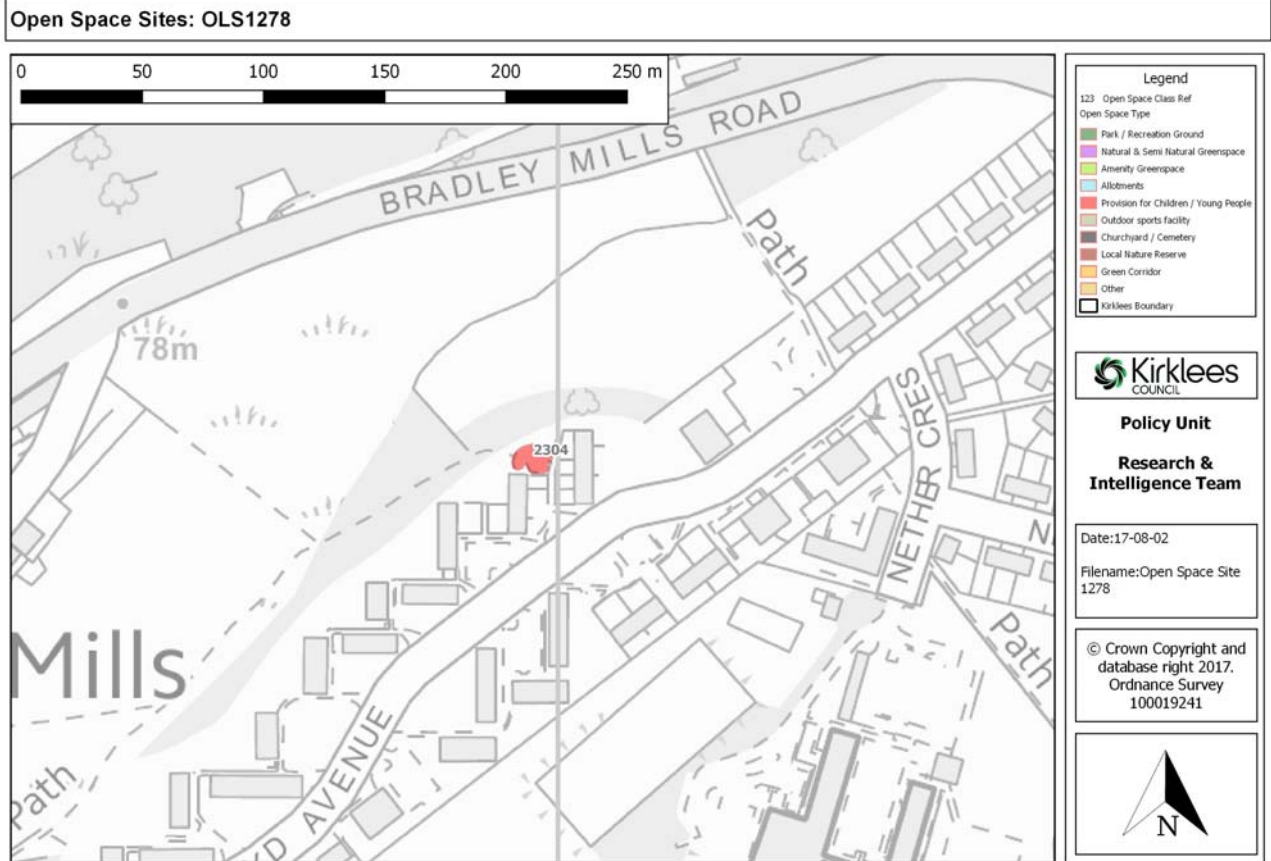 Open Space Sites: OLS1278
0 50 100 150 200 250 m
BRADLEY MILLS ROAD
Path
78m
2304
NETHER CRES
N
Mills
Path
Path
D AVENUE
Legend
123 Open Space Class Ref
Open Space Type
Park / Recreation Ground
Natural & Semi Natural Greenspace
Amenity Greenspace
Allotments
Provision for Children / Young People
Outdoor sports facility
Churchyard / Cemetery
Local Nature Reserve
Green Corridor
Other
Kirklees Boundary
Kirklees
COUNCIL
Policy Unit
Research &
Intelligence Team
Date:17-08-02
Filename:Open Space Site
1278
© Crown Copyright and
database right 2017.
Ordnance Survey
100019241
N